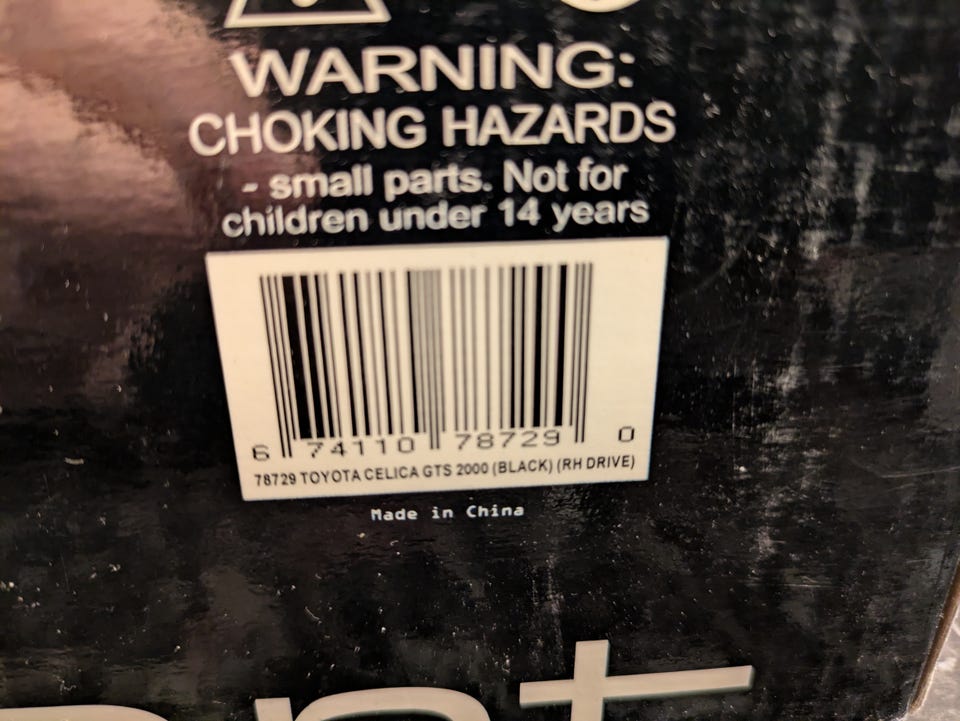 WARNING:
CHOKING HAZARDS
- small parts. Not for
children under 14 years
6 74110 78729 0
78729 TOYOTA CELICA GTS 2000 (BLACK) (RH DRIVE)
Made in China